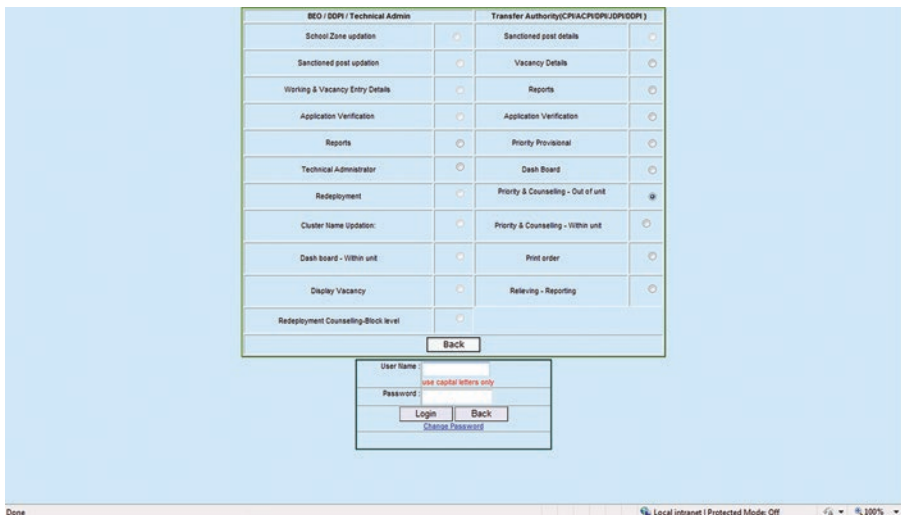 BEO / DDPI / Technical Admin Transfer Authority(CPI/ACPI/DPI/JDPI/DDPI )
School Zone updation Sanctioned post details
Sanctioned post updation Vacancy Details
Working & Vacancy Entry Details Reports
Application Verification Application Verification
Reports Priority Provisional
Technical Admnistrator Dash Board
Redeployment Priority & Counselling - Out of unit
Cluster Name Updation: Priority & Counselling - Within unit
Dash board - Within unit Print order
Display Vacancy Relieving - Reporting
Redeployment Counselling-Block level
Back
User Name :
use capital letters only
Password :
Login Back
Change Password
Done Local intranet | Protected Mode: Off 100%